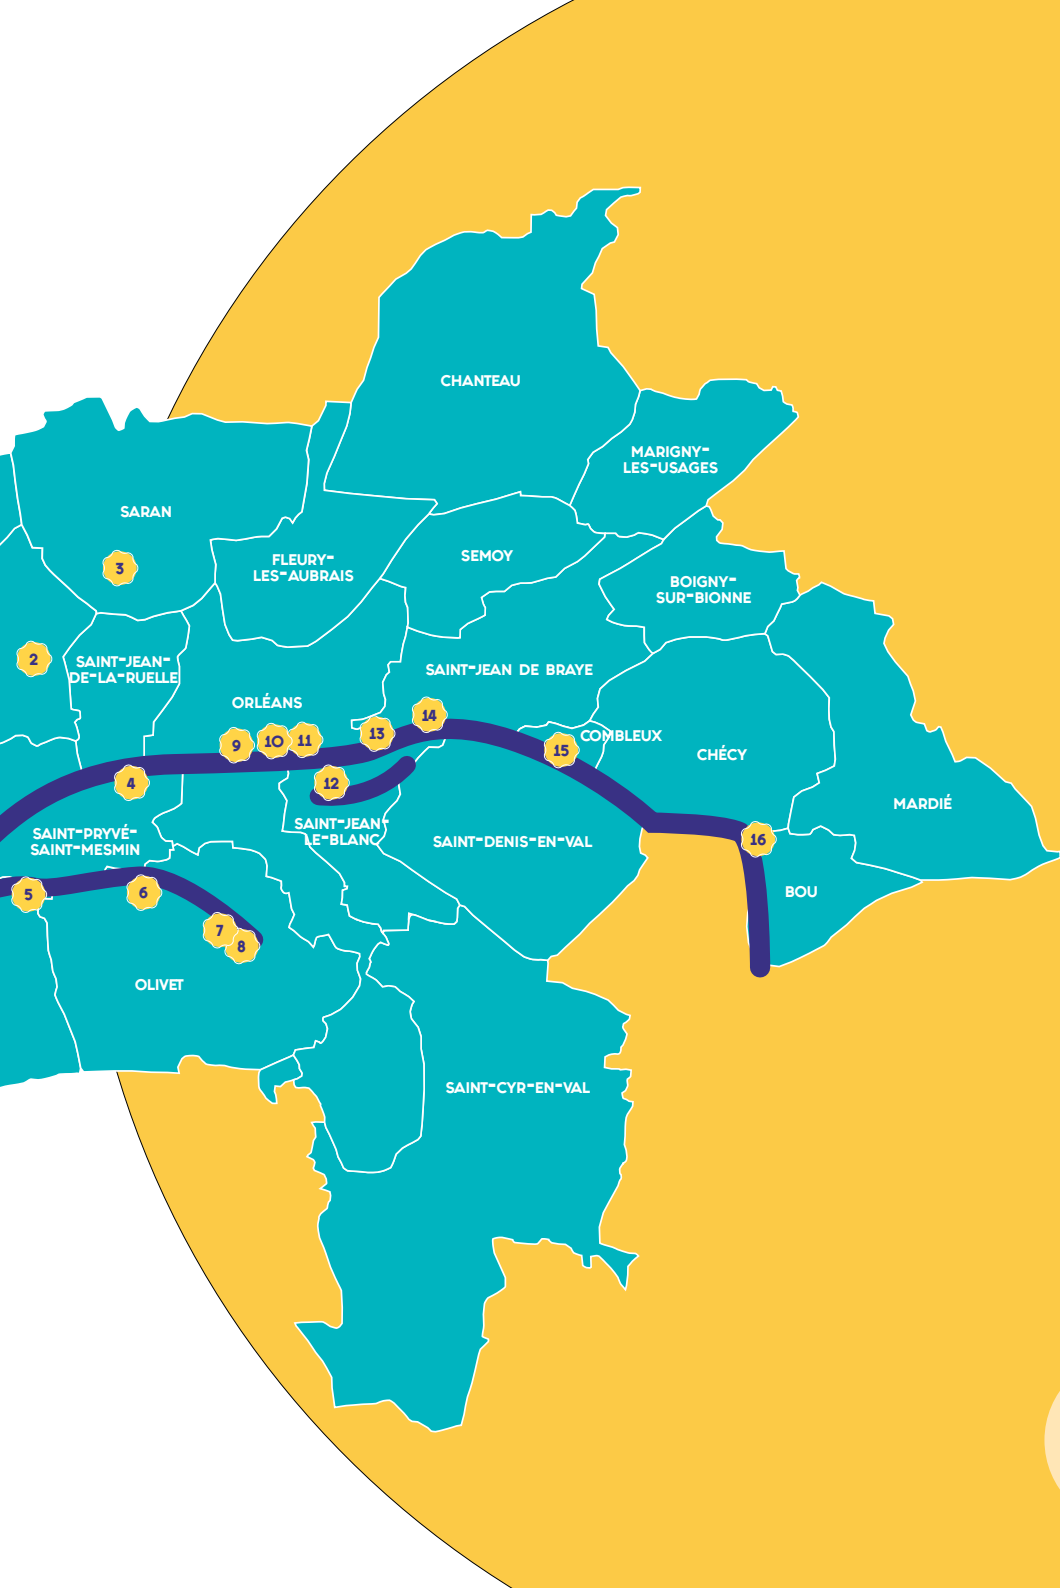 CHANTEAU
MARIGNY-
LES-USAGES
SARAN
FLEURY-
LES-AUBRAIS
SEMOY
3
BOIGNY-
SUR-BIONNE
2
SAINT-JEAN-
DE-LA-RUELLE
SAINT-JEAN DE BRAYE
ORLÉANS
14
13
9
10
11
COMBLEUX
15
CHÉCY
4
12
MARDIÉ
SAINT-PRYVÉ-
SAINT-MESMIN
SAINT-JEAN-
LE-BLANC
SAINT-DENIS-EN-VAL
16
5
6
BOU
7
8
OLIVET
SAINT-CYR-EN-VAL